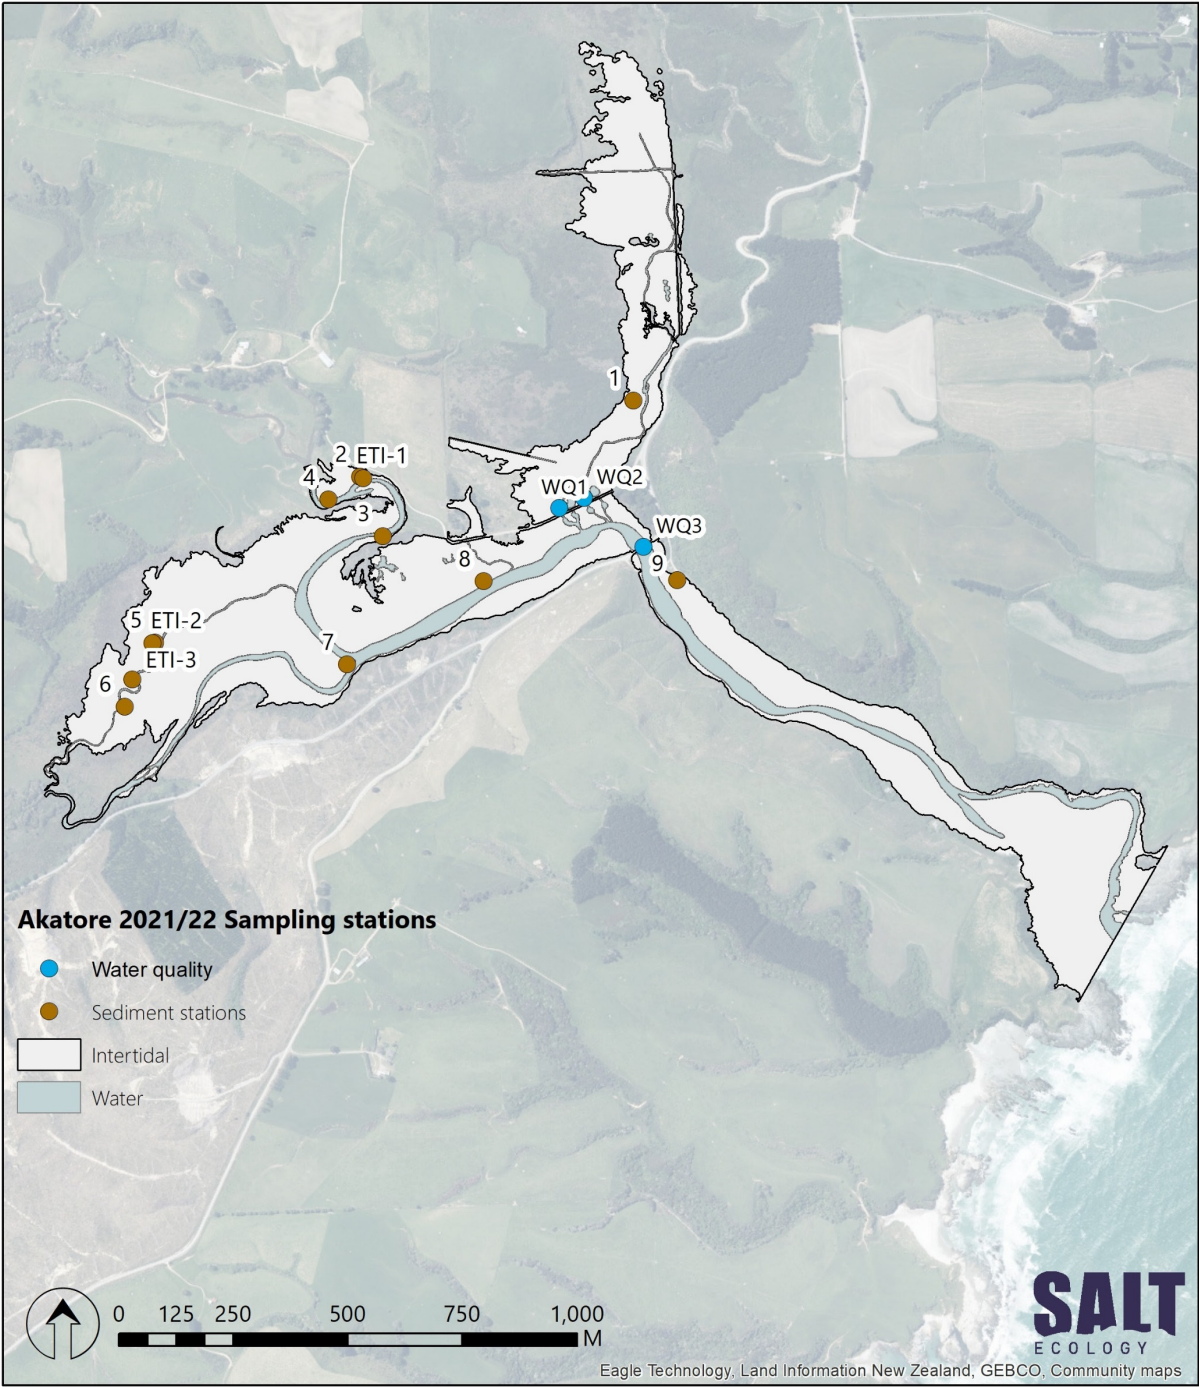 1
2 ETI-1
4
3
WQ1 WQ2
WQ3
8
9
5 ETI-2
ETI-3
6
7
Akatore 2021/22 Sampling stations
Water quality
Sediment stations
Intertidal
Water
0 125 250 500 750 1,000
M
SALT
ECOLOGY
Eagle Technology, Land Information New Zealand, GEBCO, Community maps